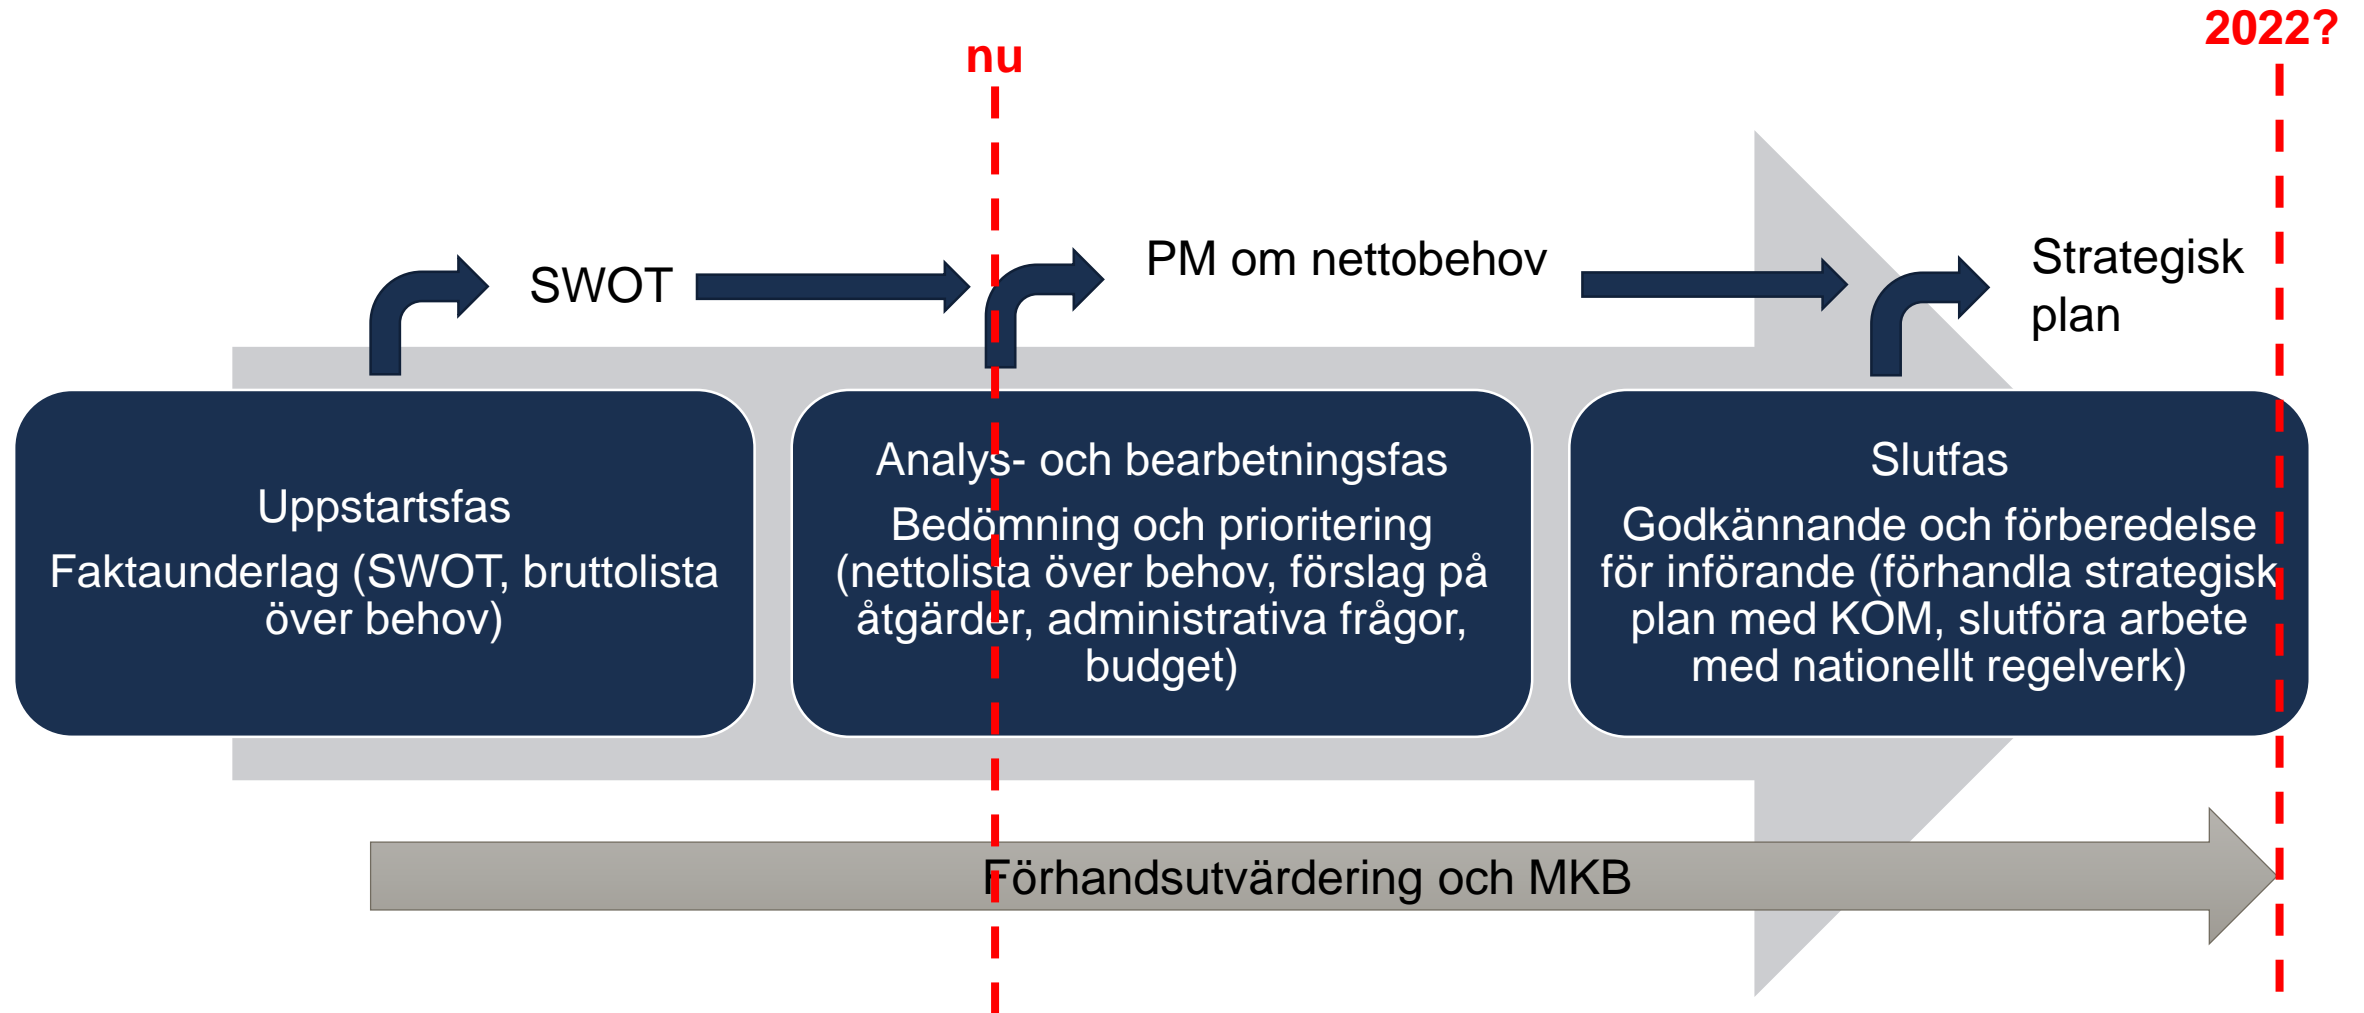 2022?
nu
SWOT
PM om nettobehov
Strategisk
plan
Uppstartsfas
Faktaunderlag (SWOT, bruttolista
över behov)
Analys- och bearbetningsfas
Bedömning och prioritering
(nettolista över behov, förslag på
åtgärder, administrativa frågor,
budget)
Slutfas
Godkännande och förberedelse
för införande (förhandla strategisk
plan med KOM, slutföra arbete
med nationellt regelverk)
Förhandsutvärdering och MKB